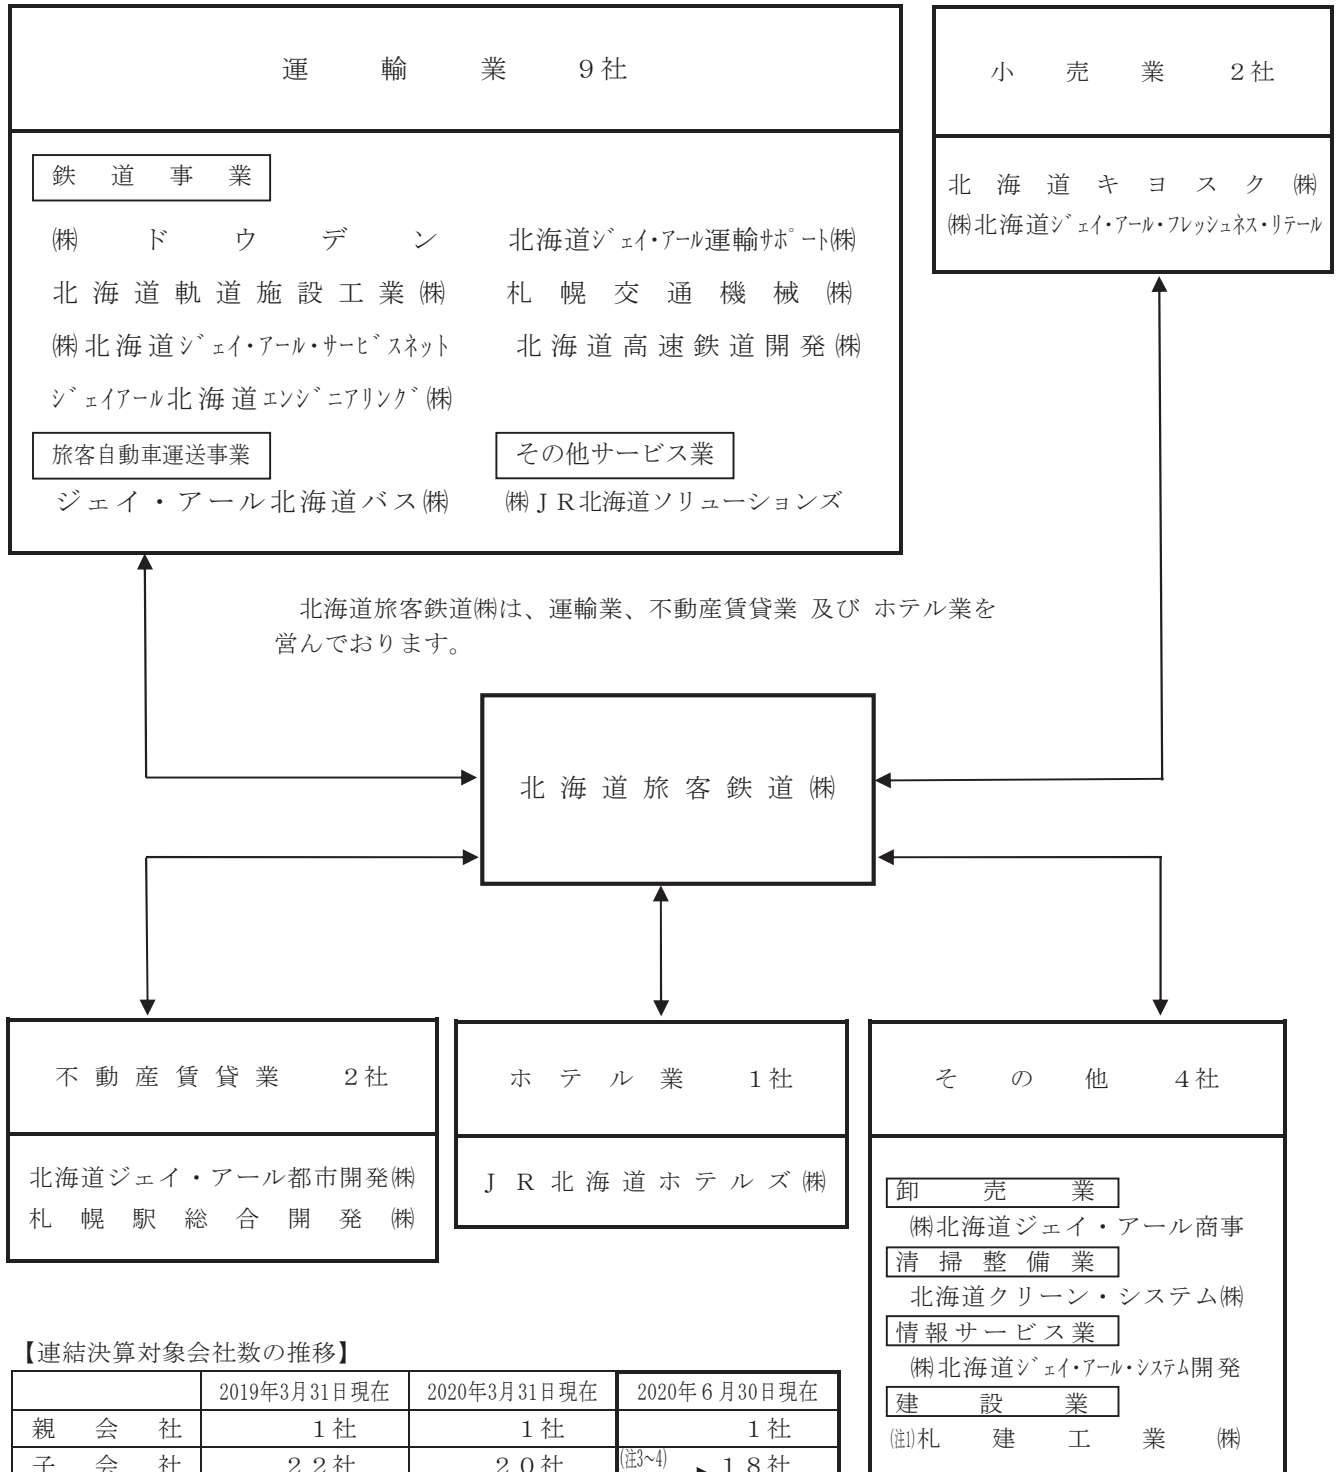 運輸業 9社
鉄道事業
㈱ドウデン 北海道ｼﾞｪｲ・ｱｰﾙ運輸ｻﾎﾟｰﾄ㈱
北海道軌道施設工業㈱ 札幌交通機械㈱
㈱北海道ｼﾞｪｲ・ｱｰﾙ・ｻｰﾋﾞｽﾈｯﾄ 北海道高速鉄道開発㈱
ｼﾞｪｲｱｰﾙ北海道ｴﾝｼﾞﾆｱﾘﾝｸﾞ㈱
旅客自動車運送事業 その他サービス業
ジェイ・アール北海道バス㈱ ㈱ＪＲ北海道ソリューションズ
小売業 2社
北海道キヨスク㈱
㈱北海道ｼﾞｪｲ・ｱｰﾙ・ﾌﾚｯｼｭﾈｽ・ﾘﾃｰﾙ
北海道旅客鉄道㈱は、運輸業、不動産賃貸業 及び ホテル業を
営んでおります。
北海道旅客鉄道㈱
不動産賃貸業 2社
北海道ジェイ・アール都市開発㈱
札幌駅総合開発㈱
ホテル業 1社
ＪＲ北海道ホテルズ㈱
その他 4社
卸売業
㈱北海道ジェイ・アール商事
清掃整備業
北海道クリーン・システム㈱
情報サービス業
㈱北海道ｼﾞｪｲ・ｱｰﾙ・ｼｽﾃﾑ開発
建設業
(注1)札建工業㈱
【連結決算対象会社数の推移】
2019年3月31日現在 2020年3月31日現在 2020年６月30日現在
親会社 １社 １社 １社
子会社 ２２社 ２０社 (注3~4) １８社